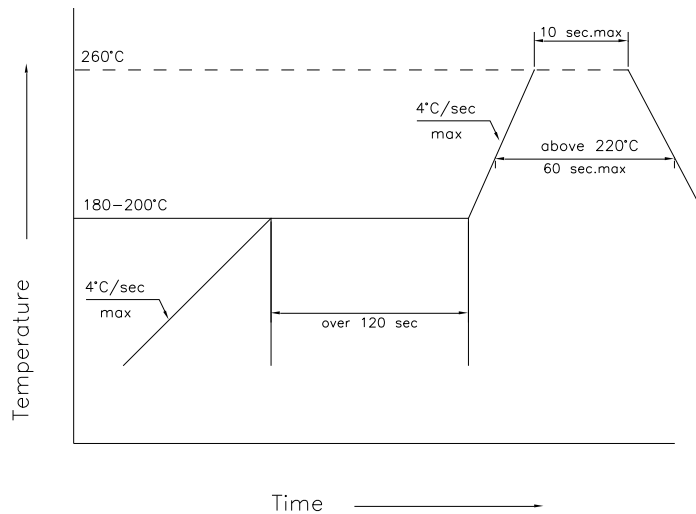 10 sec.max
260°C
4°C/sec
max
above 220°C
60 sec.max
180-200°C
4°C/sec
max
over 120 sec
Temperature
Time